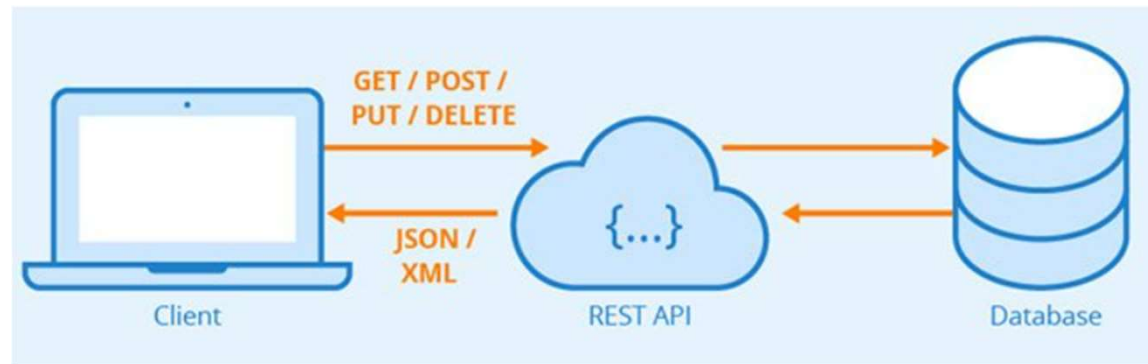 GET / POST /
PUT / DELETE
{...}
JSON /
XML
Client
REST API
Database